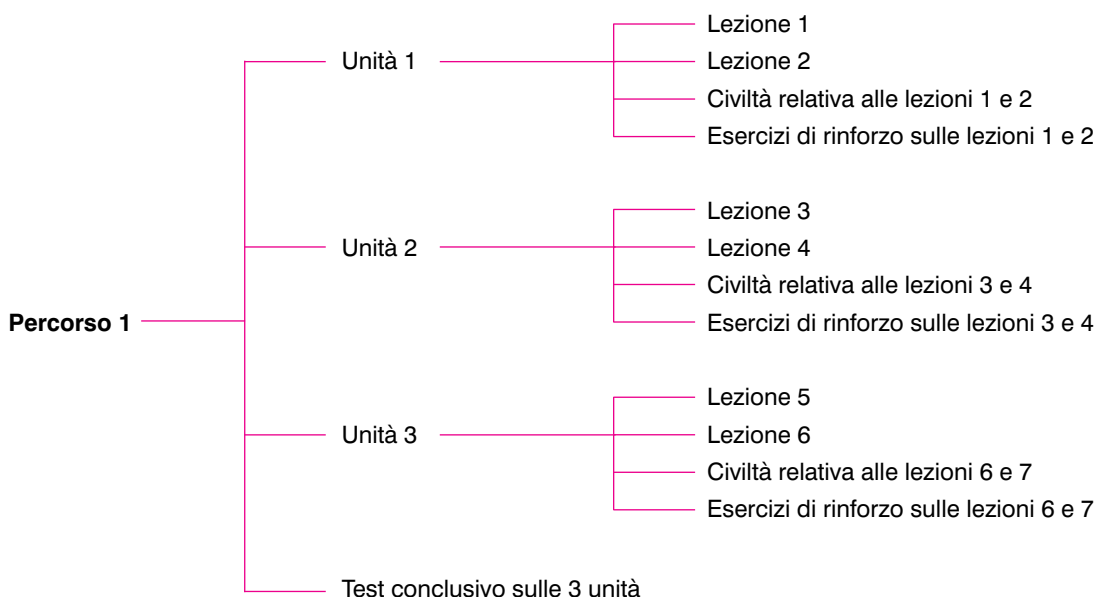 Percorso 1
Unità 1
Lezione 1
Lezione 2
Civiltà relativa alle lezioni 1 e 2
Esercizi di rinforzo sulle lezioni 1 e 2
Unità 2
Lezione 3
Lezione 4
Civiltà relativa alle lezioni 3 e 4
Esercizi di rinforzo sulle lezioni 3 e 4
Unità 3
Lezione 5
Lezione 6
Civiltà relativa alle lezioni 6 e 7
Esercizi di rinforzo sulle lezioni 6 e 7
Test conclusivo sulle 3 unità